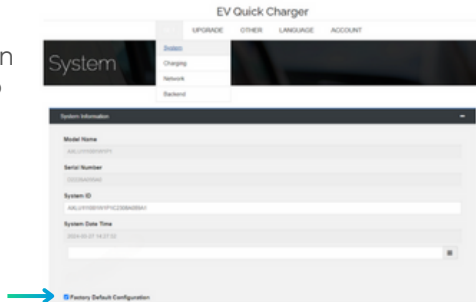 EV Quick Charger
UPGRADE OTHER LANGUAGE ACCOUNT
System
Charging
Network
Backend
System
System Information
Model Name
Serial Number
System ID
System Date Time
Factory Default Configuration